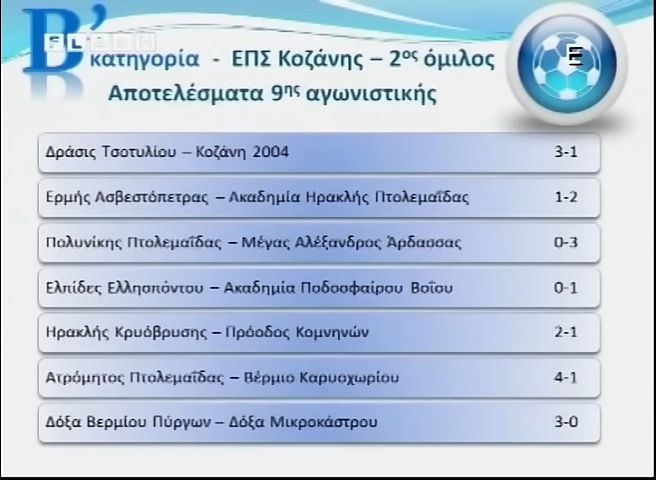 FLASH
Β΄ κατηγορία - ΕΠΣ Κοζάνης – 2ος όμιλος
Αποτελέσματα 9ης αγωνιστικής
E
Δράσις Τσοτυλίου – Κοζάνη 2004 3-1
Ερμής Ασβεστόπετρας – Ακαδημία Ηρακλής Πτολεμαΐδας 1-2
Πολυνίκης Πτολεμαΐδας – Μέγας Αλέξανδρος Άρδασσας 0-3
Ελπίδες Ελλησπόντου – Ακαδημία Ποδοσφαίρου Βοΐου 0-1
Ηρακλής Κρυόβρυσης – Πρόοδος Κομνηνών 2-1
Ατρόμητος Πτολεμαΐδας – Βέρμιο Καρυοχωρίου 4-1
Δόξα Βερμίου Πύργων – Δόξα Μικροκάστρου 3-0